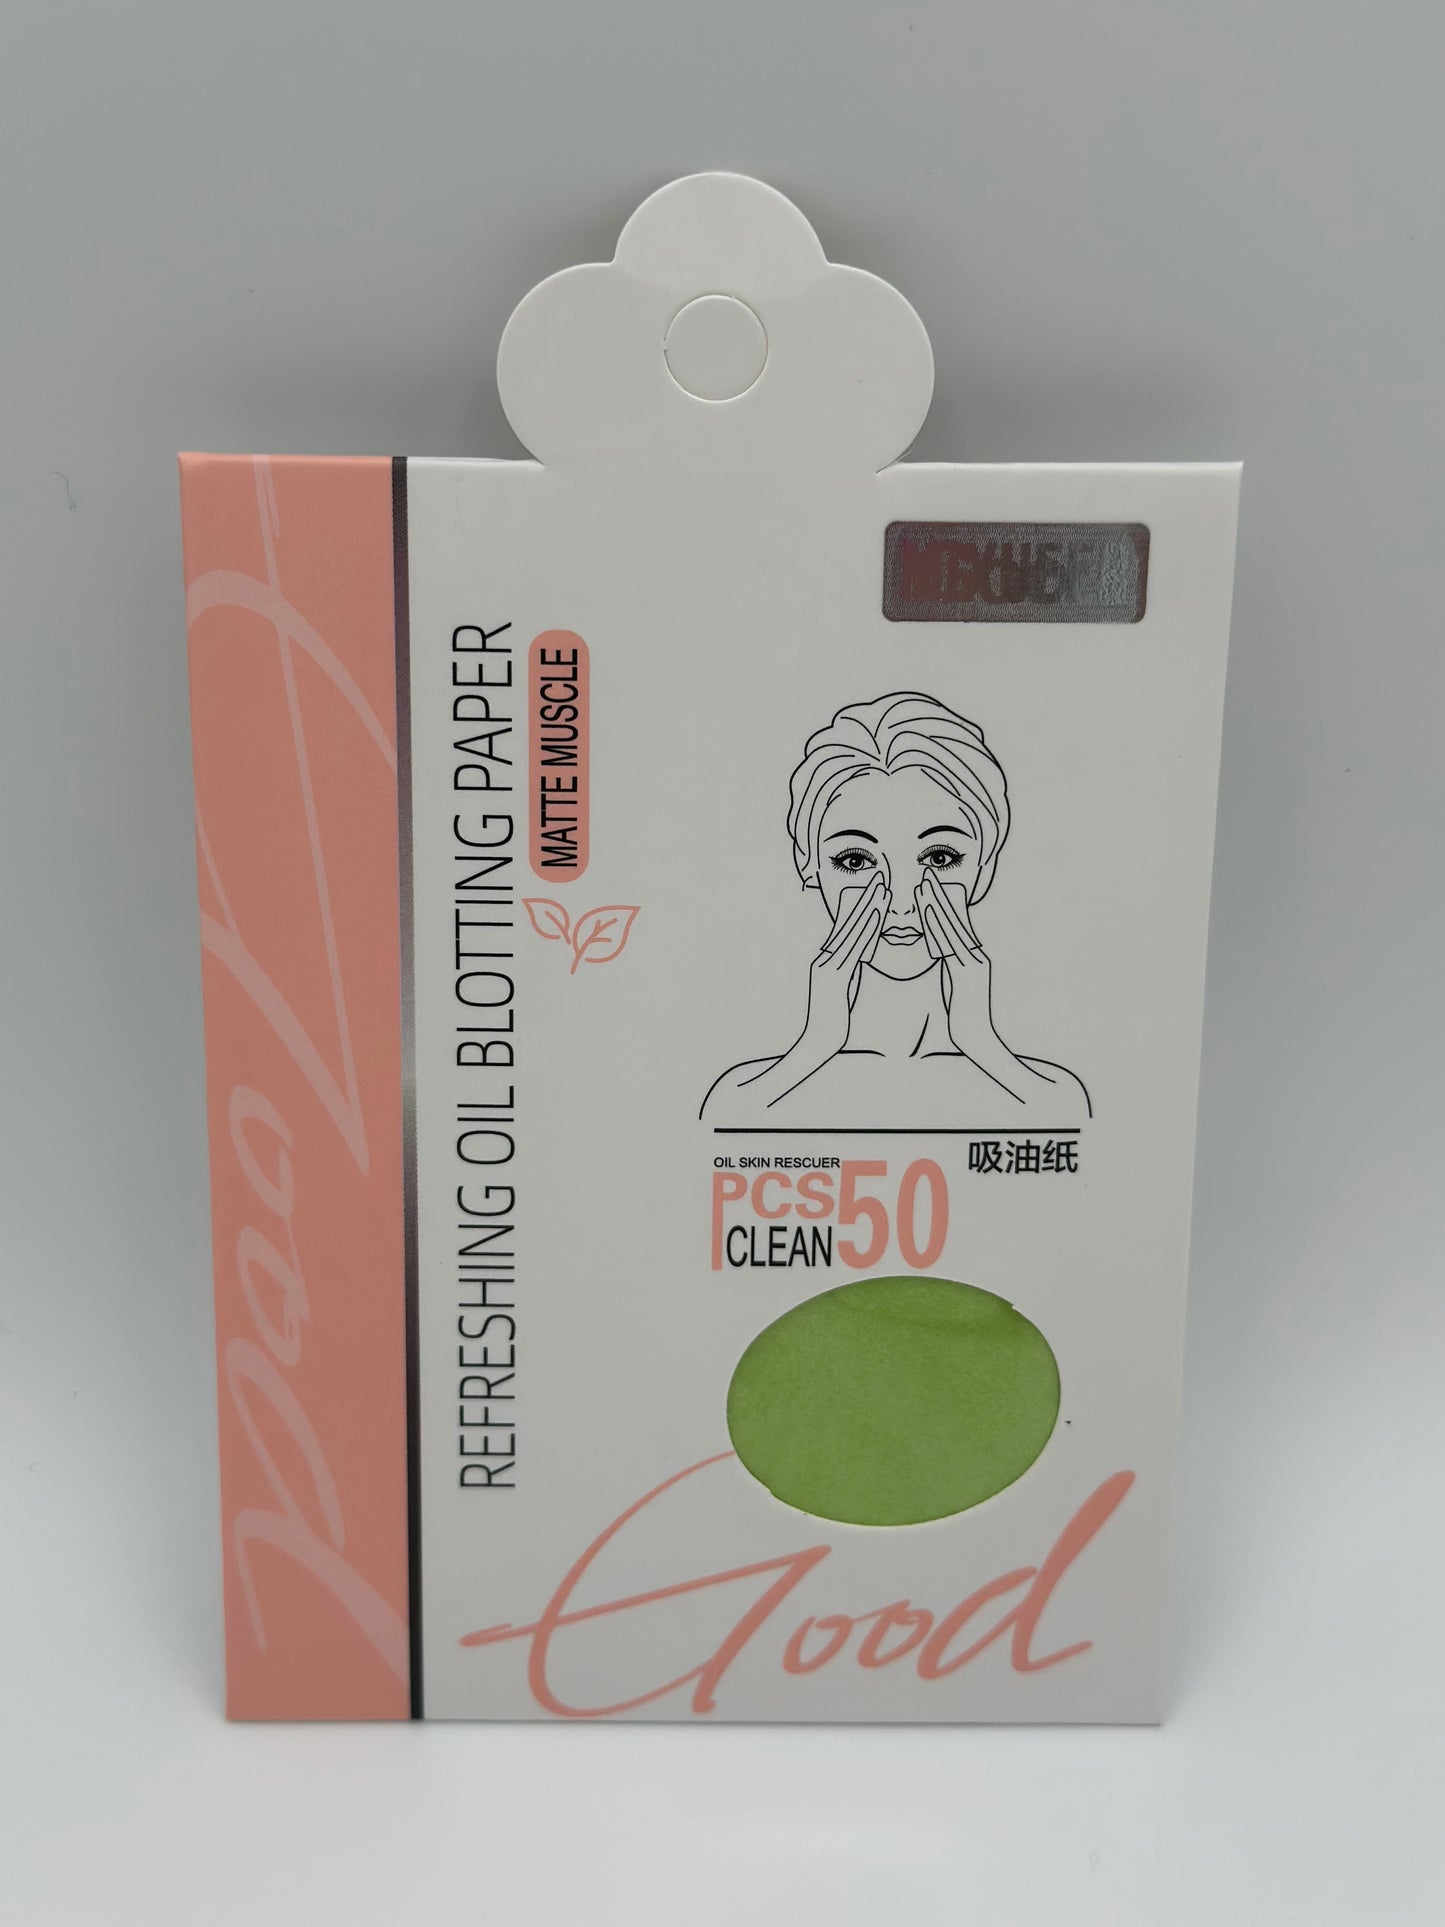 REFRESHING OIL BLOTTING PAPER
MATTE MUSCLE
吸油纸
OIL SKIN RESCUER
PCS 50
CLEAN
Good
Good